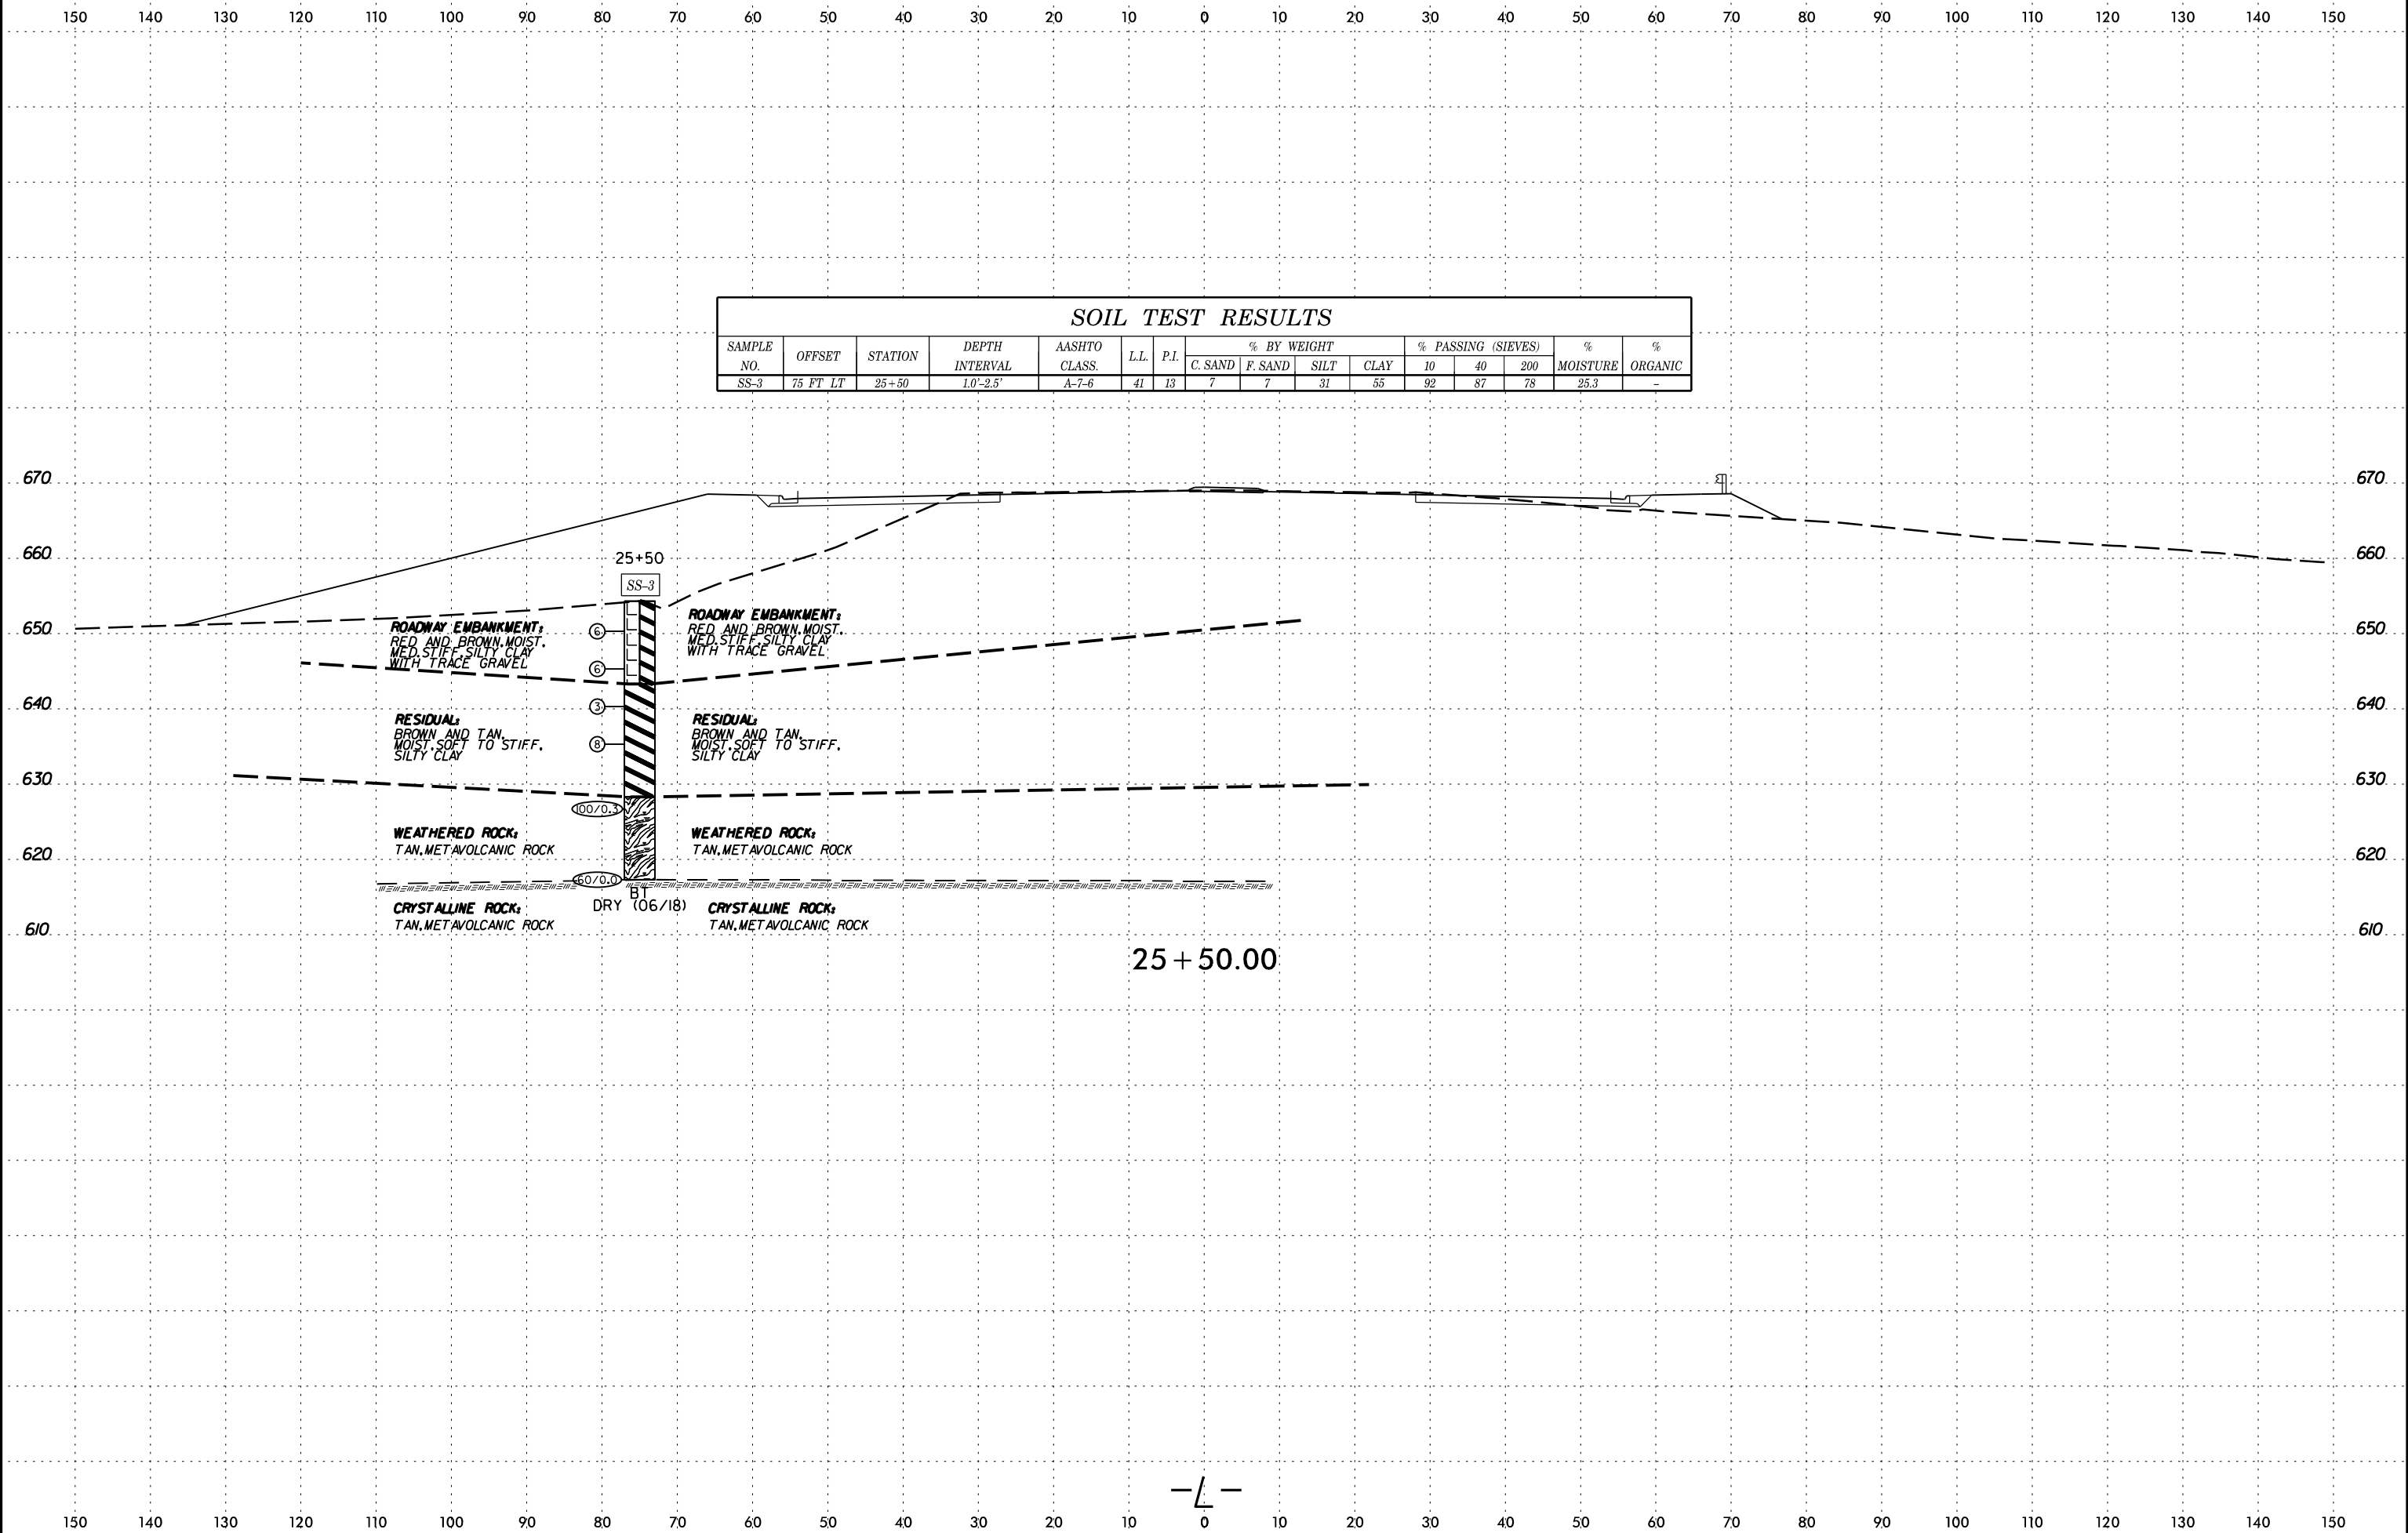 150 140 130 120 110 100 90 80 70 60 50 40 30 20 10 0 10 20 30 40 50 60 70 80 90 100 110 120 130 140 150
SOIL TEST RESULTS
SAMPLE NO. OFFSET STATION DEPTH INTERVAL AASHTO CLASS. L.L. P.I. % BY WEIGHT % PASSING (SIEVES) % MOISTURE % ORGANIC
C. SAND F. SAND SILT CLAY 10 40 200
SS-3 75 FT LT 25+50 1.0'-2.5' A-7-6 41 13 7 7 31 55 92 87 78 25.3 -
670 670
660 660
25+50
SS-3
650 650
ROADWAY EMBANKMENT:
RED AND BROWN, MOIST,
MED. STIFF, SILTY CLAY
WITH TRACE GRAVEL
6
6
ROADWAY EMBANKMENT:
RED AND BROWN, MOIST,
MED. STIFF, SILTY CLAY
WITH TRACE GRAVEL
640 640
3
RESIDUAL:
BROWN AND TAN,
MOIST, SOFT TO STIFF,
SILTY CLAY
8
RESIDUAL:
BROWN AND TAN,
MOIST, SOFT TO STIFF,
SILTY CLAY
630 630
100/0.3
WEATHERED ROCK:
TAN, METAVOLCANIC ROCK
WEATHERED ROCK:
TAN, METAVOLCANIC ROCK
620 620
60/0.0
BT
DRY (06/18)
CRYSTALLINE ROCK:
TAN, METAVOLCANIC ROCK
CRYSTALLINE ROCK:
TAN, METAVOLCANIC ROCK
610 610
25+50.00
-L-
150 140 130 120 110 100 90 80 70 60 50 40 30 20 10 0 10 20 30 40 50 60 70 80 90 100 110 120 130 140 150